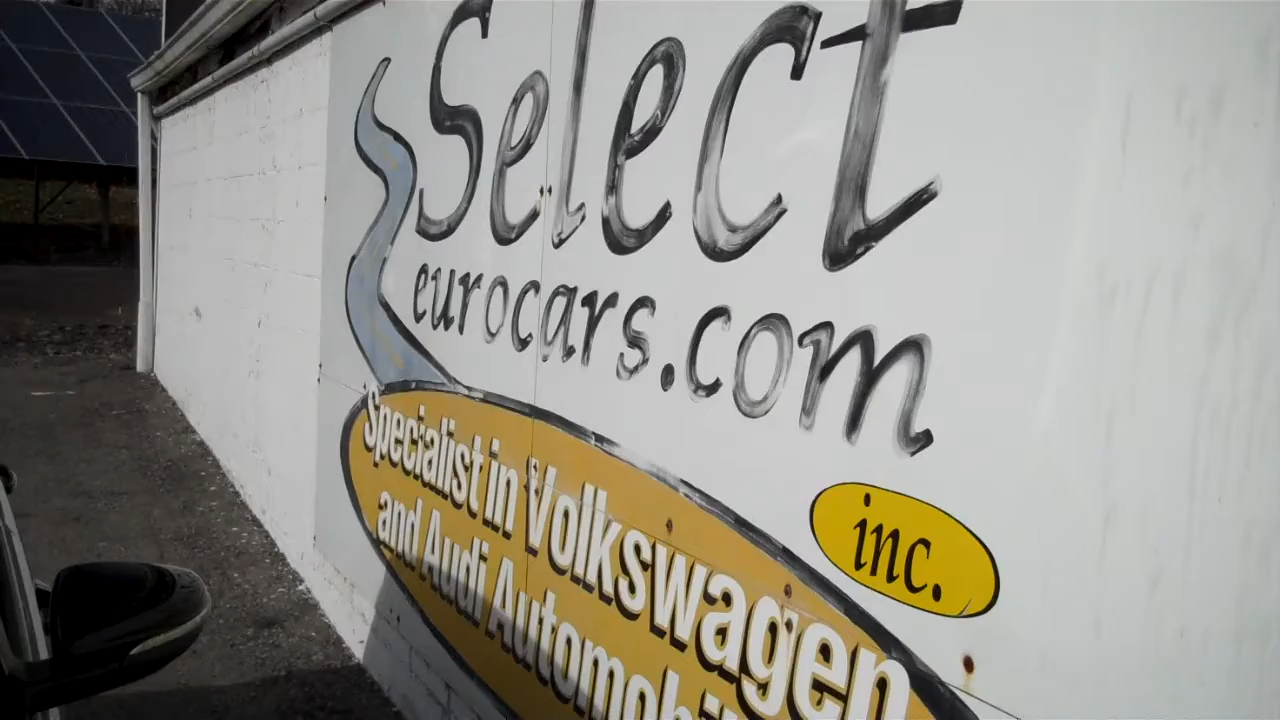 Select
eurocars.com
inc.
Specialist in Volkswagen
and Audi